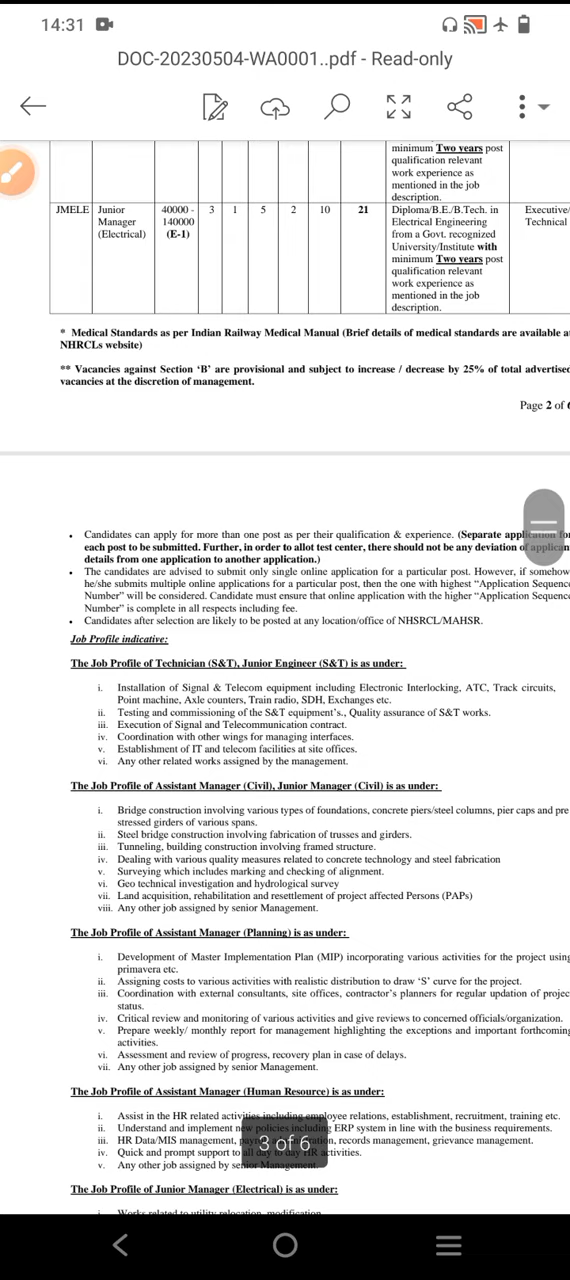 14:31
DOC-20230504-WA0001..pdf - Read-only
minimum Two years post
qualification relevant
work experience as
mentioned in the job
description.
JMELE Junior Manager (Electrical) 40000 - 140000 (E-1) 3 1 5 2 10 21 Diploma/B.E./B.Tech. in Executive/
Electrical Engineering Technical
from a Govt. recognized
University/Institute with
minimum Two years post
qualification relevant
work experience as
mentioned in the job
description.
* Medical Standards as per Indian Railway Medical Manual (Brief details of medical standards are available
NHRCLs website)
** Vacancies against Section ‘B’ are provisional and subject to increase / decrease by 25% of total advertised
vacancies at the discretion of management.
Page 2 of
• Candidates can apply for more than one post as per their qualification & experience. (Separate application
each post to be submitted. Further, in order to allot test center, there should not be any deviation of
details from one application to another application.)
• The candidates are advised to submit only single online application for a particular post. However, if somehow
he/she submits multiple online applications for a particular post, then the one with highest “Application Sequence
Number” will be considered. Candidate must ensure that online application with the higher “Application Sequence
Number” is complete in all respects including fee.
• Candidates after selection are likely to be posted at any location/office of NHSRCL/MAHSR.
Job Profile indicative:
The Job Profile of Technician (S&T), Junior Engineer (S&T) is as under:
i. Installation of Signal & Telecom equipment including Electronic Interlocking, ATC, Track circuits,
Point machine, Axle counters, Train radio, SDH, Exchanges etc.
ii. Testing and commissioning of the S&T equipment's., Quality assurance of S&T works.
iii. Execution of Signal and Telecommunication contract.
iv. Coordination with other wings for managing interfaces.
v. Establishment of IT and telecom facilities at site offices.
vi. Any other related works assigned by the management.
The Job Profile of Assistant Manager (Civil), Junior Manager (Civil) is as under:
i. Bridge construction involving various types of foundations, concrete piers/steel columns, pier caps and pre
stressed girders of various spans.
ii. Steel bridge construction involving fabrication of trusses and girders.
iii. Tunneling, building construction involving framed structure.
iv. Dealing with various quality measures related to concrete technology and steel fabrication
v. Surveying which includes marking and checking of alignment.
vi. Geo technical investigation and hydrological survey
vii. Land acquisition, rehabilitation and resettlement of project affected Persons (PAPs)
viii. Any other job assigned by senior Management.
The Job Profile of Assistant Manager (Planning) is as under:
i. Development of Master Implementation Plan (MIP) incorporating various activities for the project using
primavera etc.
ii. Assigning costs to various activities with realistic distribution to draw ‘S’ curve for the project.
iii. Coordination with external consultants, site offices, contractor's planners for regular updation of
status.
iv. Critical review and monitoring of various activities and give reviews to concerned officials/organization.
v. Prepare weekly/ monthly report for management highlighting the exceptions and important forthcoming
activities.
vi. Assessment and review of progress, recovery plan in case of delays.
vii. Any other job assigned by senior Management.
The Job Profile of Assistant Manager (Human Resource) is as under:
i. Assist in the HR related activities including employee relations, establishment, recruitment, training etc.
ii. Understand and implement new policies including ERP system in line with the business requirements.
iii. HR Data/MIS management, records management, grievance management.
iv. Quick and prompt support to all day to day HR activities.
v. Any other job assigned by senior Management.
3 of 6
The Job Profile of Junior Manager (Electrical) is as under:
i. Works related to utility relocation, modification